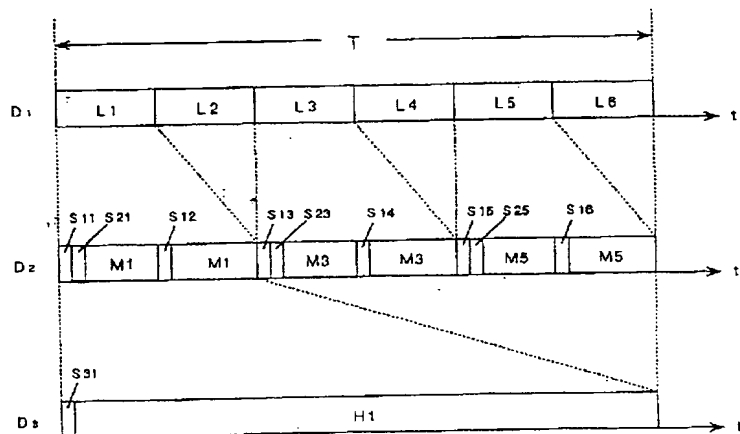 T
D1 L1 L2 L3 L4 L5 L6 t
S11 S21 S12 S13 S23 S14 S15 S25 S16
D2 M1 M1 M3 M3 M5 M5 t
S31
D3 H1 t